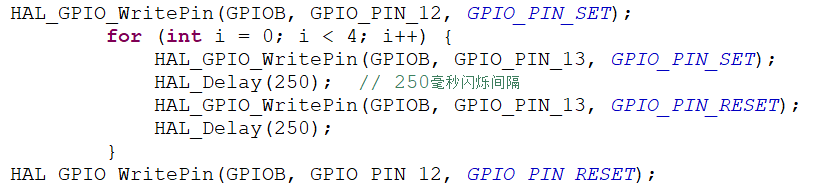 HAL_GPIO_WritePin(GPIOB, GPIO_PIN_12, GPIO_PIN_SET);
for (int i = 0; i < 4; i++) {
HAL_GPIO_WritePin(GPIOB, GPIO_PIN_13, GPIO_PIN_SET);
HAL_Delay(250);  // 250毫秒闪烁间隔
HAL_GPIO_WritePin(GPIOB, GPIO_PIN_13, GPIO_PIN_RESET);
HAL_Delay(250);
}
HAL_GPIO_WritePin(GPIOB, GPIO_PIN_12, GPIO_PIN_RESET);